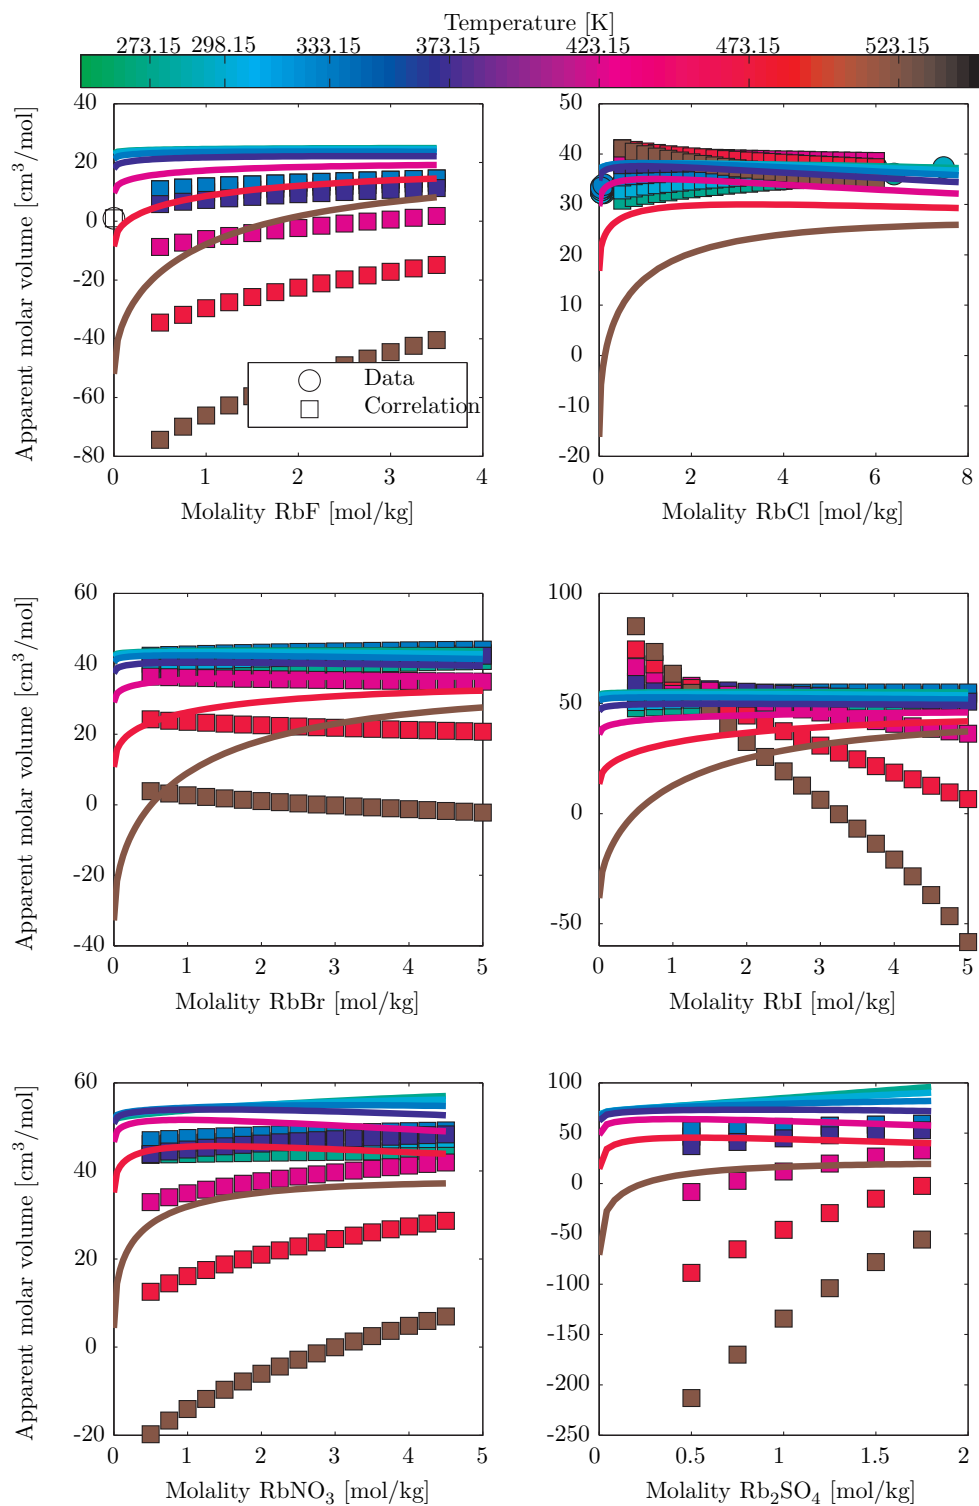 Temperature [K]
273.15 298.15 333.15 373.15 423.15 473.15 523.15
Apparent molar volume [cm³/mol]
40
20
0
-20
-40
-60
-80
0 1 2 3 4
Data
Correlation
Molality RbF [mol/kg]
50
40
30
20
10
0
-10
-20
0 2 4 6 8
Molality RbCl [mol/kg]
Apparent molar volume [cm³/mol]
60
40
20
0
-20
-40
0 1 2 3 4 5
Molality RbBr [mol/kg]
100
50
0
-50
0 1 2 3 4 5
Molality RbI [mol/kg]
Apparent molar volume [cm³/mol]
60
40
20
0
-20
0 1 2 3 4 5
Molality RbNO₃ [mol/kg]
100
50
0
-50
-100
-150
-200
-250
0 0.5 1 1.5 2
Molality Rb₂SO₄ [mol/kg]